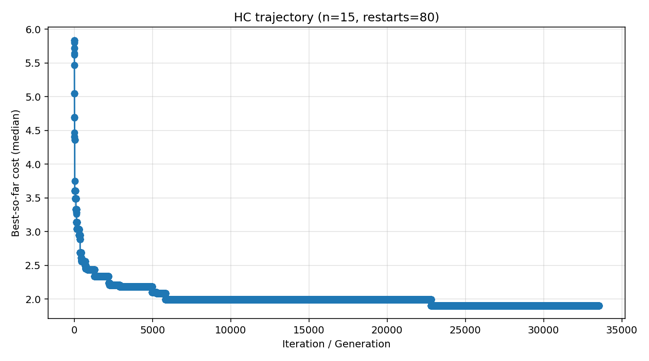 HC trajectory (n=15, restarts=80)
6.0
5.5
5.0
4.5
4.0
3.5
3.0
2.5
2.0
Best-so-far cost (median)
0 5000 10000 15000 20000 25000 30000 35000
Iteration / Generation